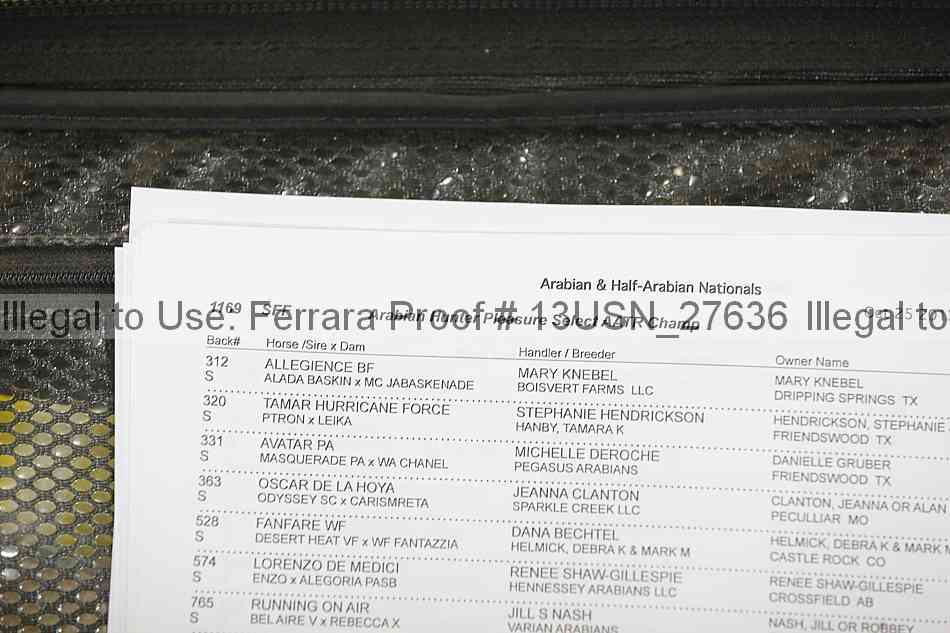 Arabian & Half-Arabian Nationals
1169 SFF Arabian Hunter Pleasure Select AATR Champ Oct 25 20
Illegal to Use. Ferrara Proof # 13USN_27636 Illegal to
Back# Horse /Sire x Dam Handler / Breeder Owner Name
312 ALLEGIENCE BF MARY KNEBEL MARY KNEBEL
S ALADA BASKIN x MC JABASKENADE BOISVERT FARMS LLC DRIPPING SPRINGS TX
320 TAMAR HURRICANE FORCE STEPHANIE HENDRICKSON HENDRICKSON, STEPHANIE
S PTRON x LEIKA HANBY, TAMARA K FRIENDSWOOD TX
331 AVATAR PA MICHELLE DEROCHE DANIELLE GRUBER
S MASQUERADE PA x WA CHANEL PEGASUS ARABIANS FRIENDSWOOD TX
363 OSCAR DE LA HOYA JEANNA CLANTON CLANTON, JEANNA OR ALAN
S ODYSSEY SC x CARISMRETA SPARKLE CREEK LLC PECULLIAR MO
528 FANFARE WF DANA BECHTEL HELMICK, DEBRA K & MARK M
S DESERT HEAT VF x WF FANTAZZIA HELMICK, DEBRA K & MARK M CASTLE ROCK CO
574 LORENZO DE MEDICI RENEE SHAW-GILLESPIE RENEE SHAW-GILLESPIE
S ENZO x ALEGORIA PASB HENNESSEY ARABIANS LLC CROSSFIELD AB
765 RUNNING ON AIR JILL S NASH NASH, JILL OR ROBBEY
S BEL AIRE V x REBECCA X VARIAN ARABIANS